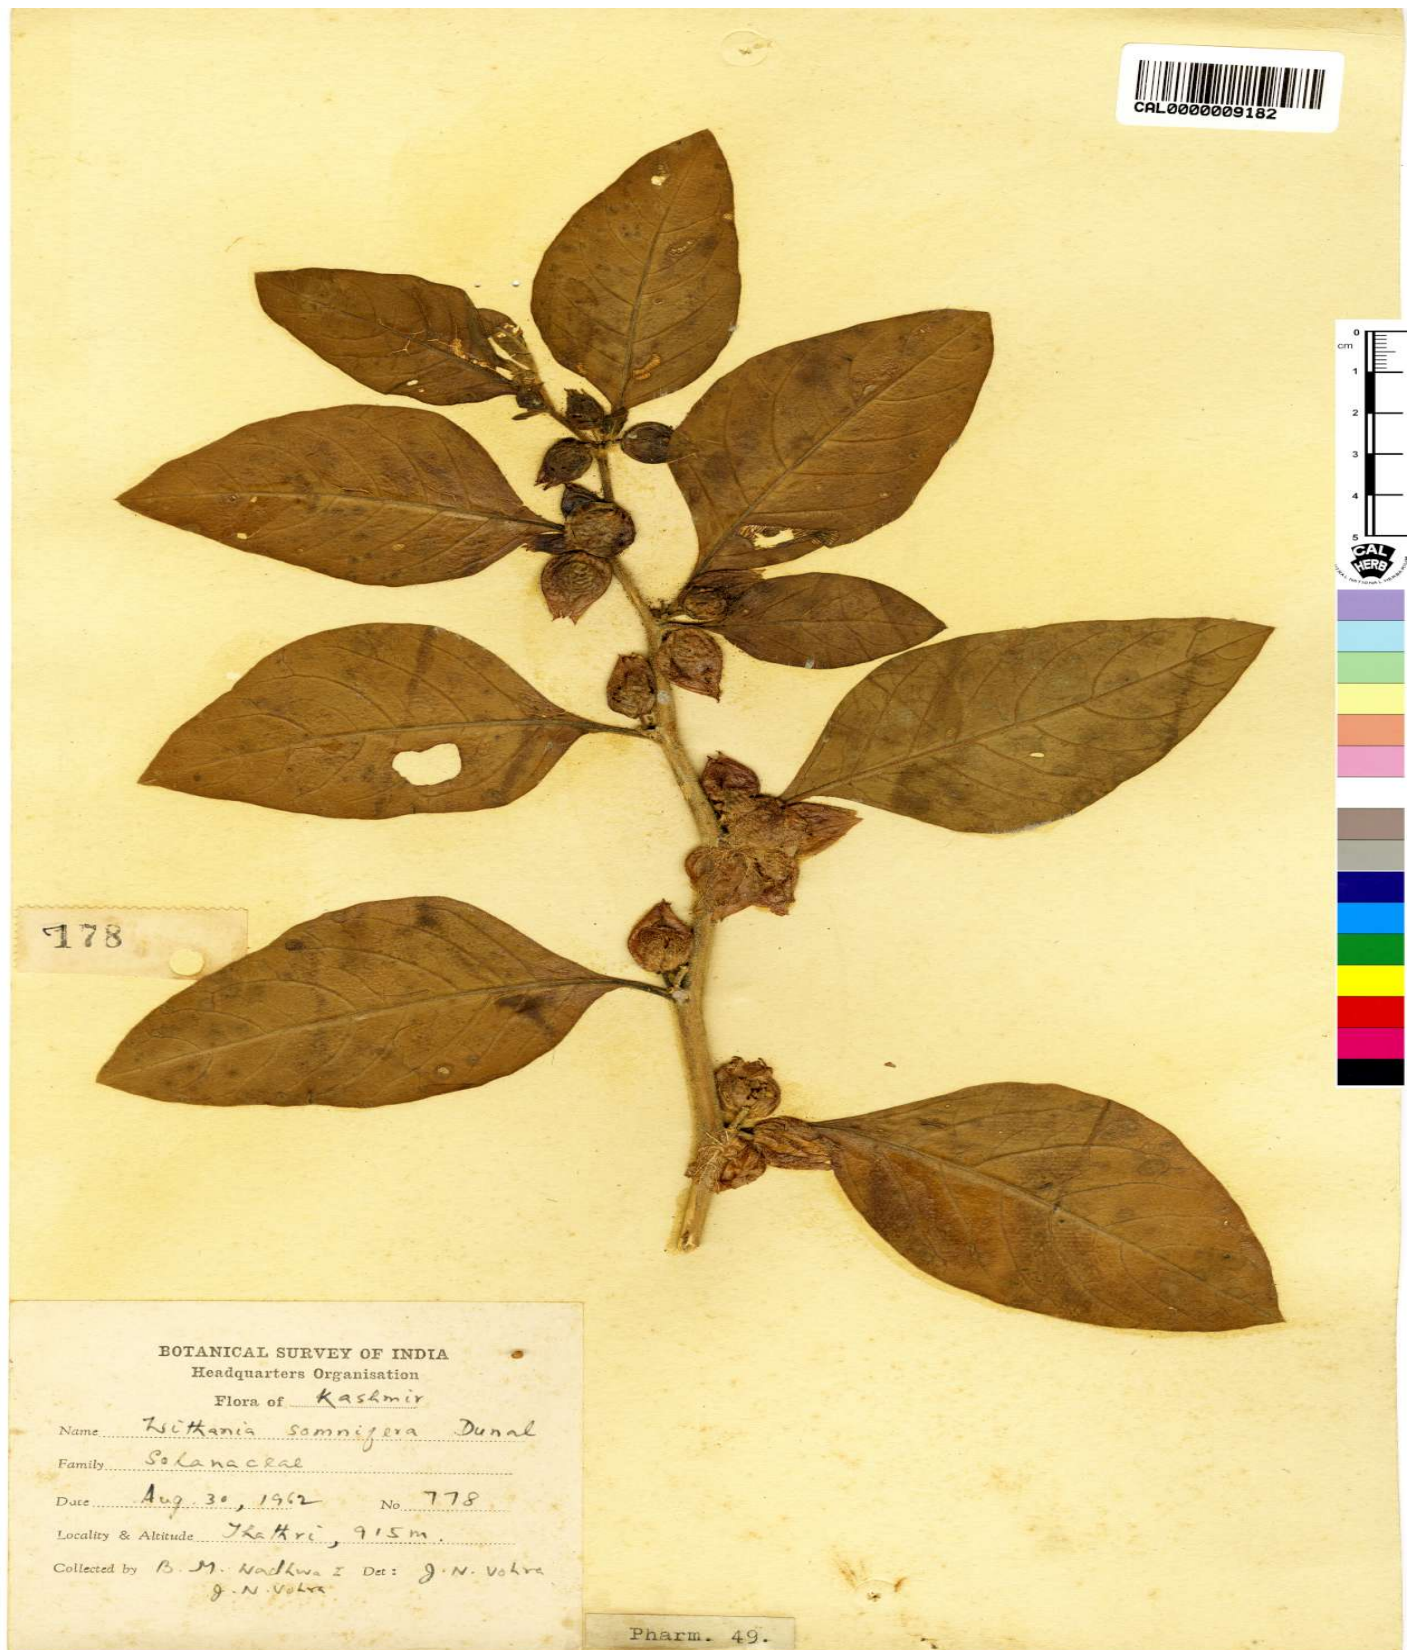 CAL0000009182
0
cm
1
2
3
4
5
CAL
HERB
778
BOTANICAL SURVEY OF INDIA
Headquarters Organisation
Flora of Kashmir
Name Withania somnifera Dunal
Family Solanaceae
Date Aug. 30, 1962 No 778
Locality & Altitude Thathri, 915m.
Collected by B. M. Wadhwa & Det: J. N. Vohra
J. N. Vohra
Pharm. 49.